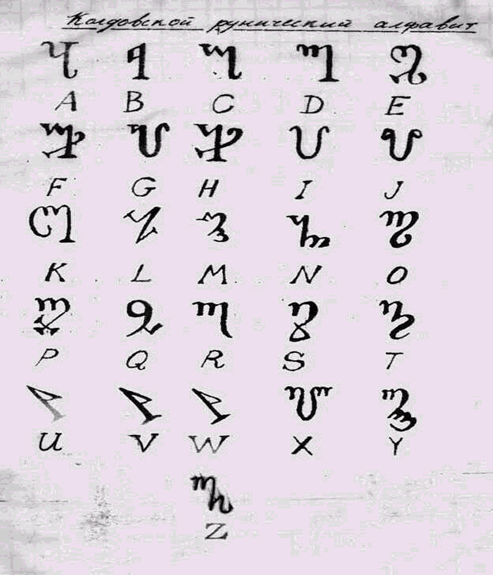 Колдовской рунический алфавит
A B C D E
F G H I J
K L M N O
P Q R S T
U V W X Y
Z